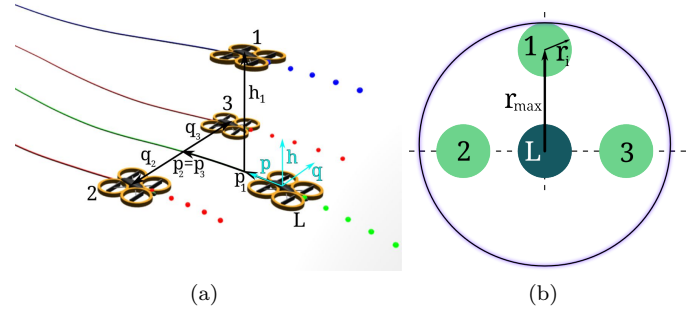 1
h₁
3
q₃
h
q₂
p
q
p₂=p₃
p₁
2
L
1
rᵢ
r_max
2
L
3
(a)
(b)